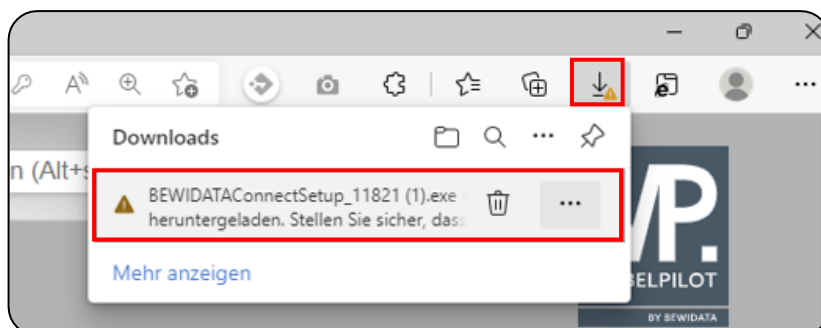 Downloads
n (Alt+s
BEWIDATAConnectSetup_11821 (1).exe
heruntergeladen. Stellen Sie sicher, dass
Mehr anzeigen
P.
ELPILOT
BY BEWIDATA